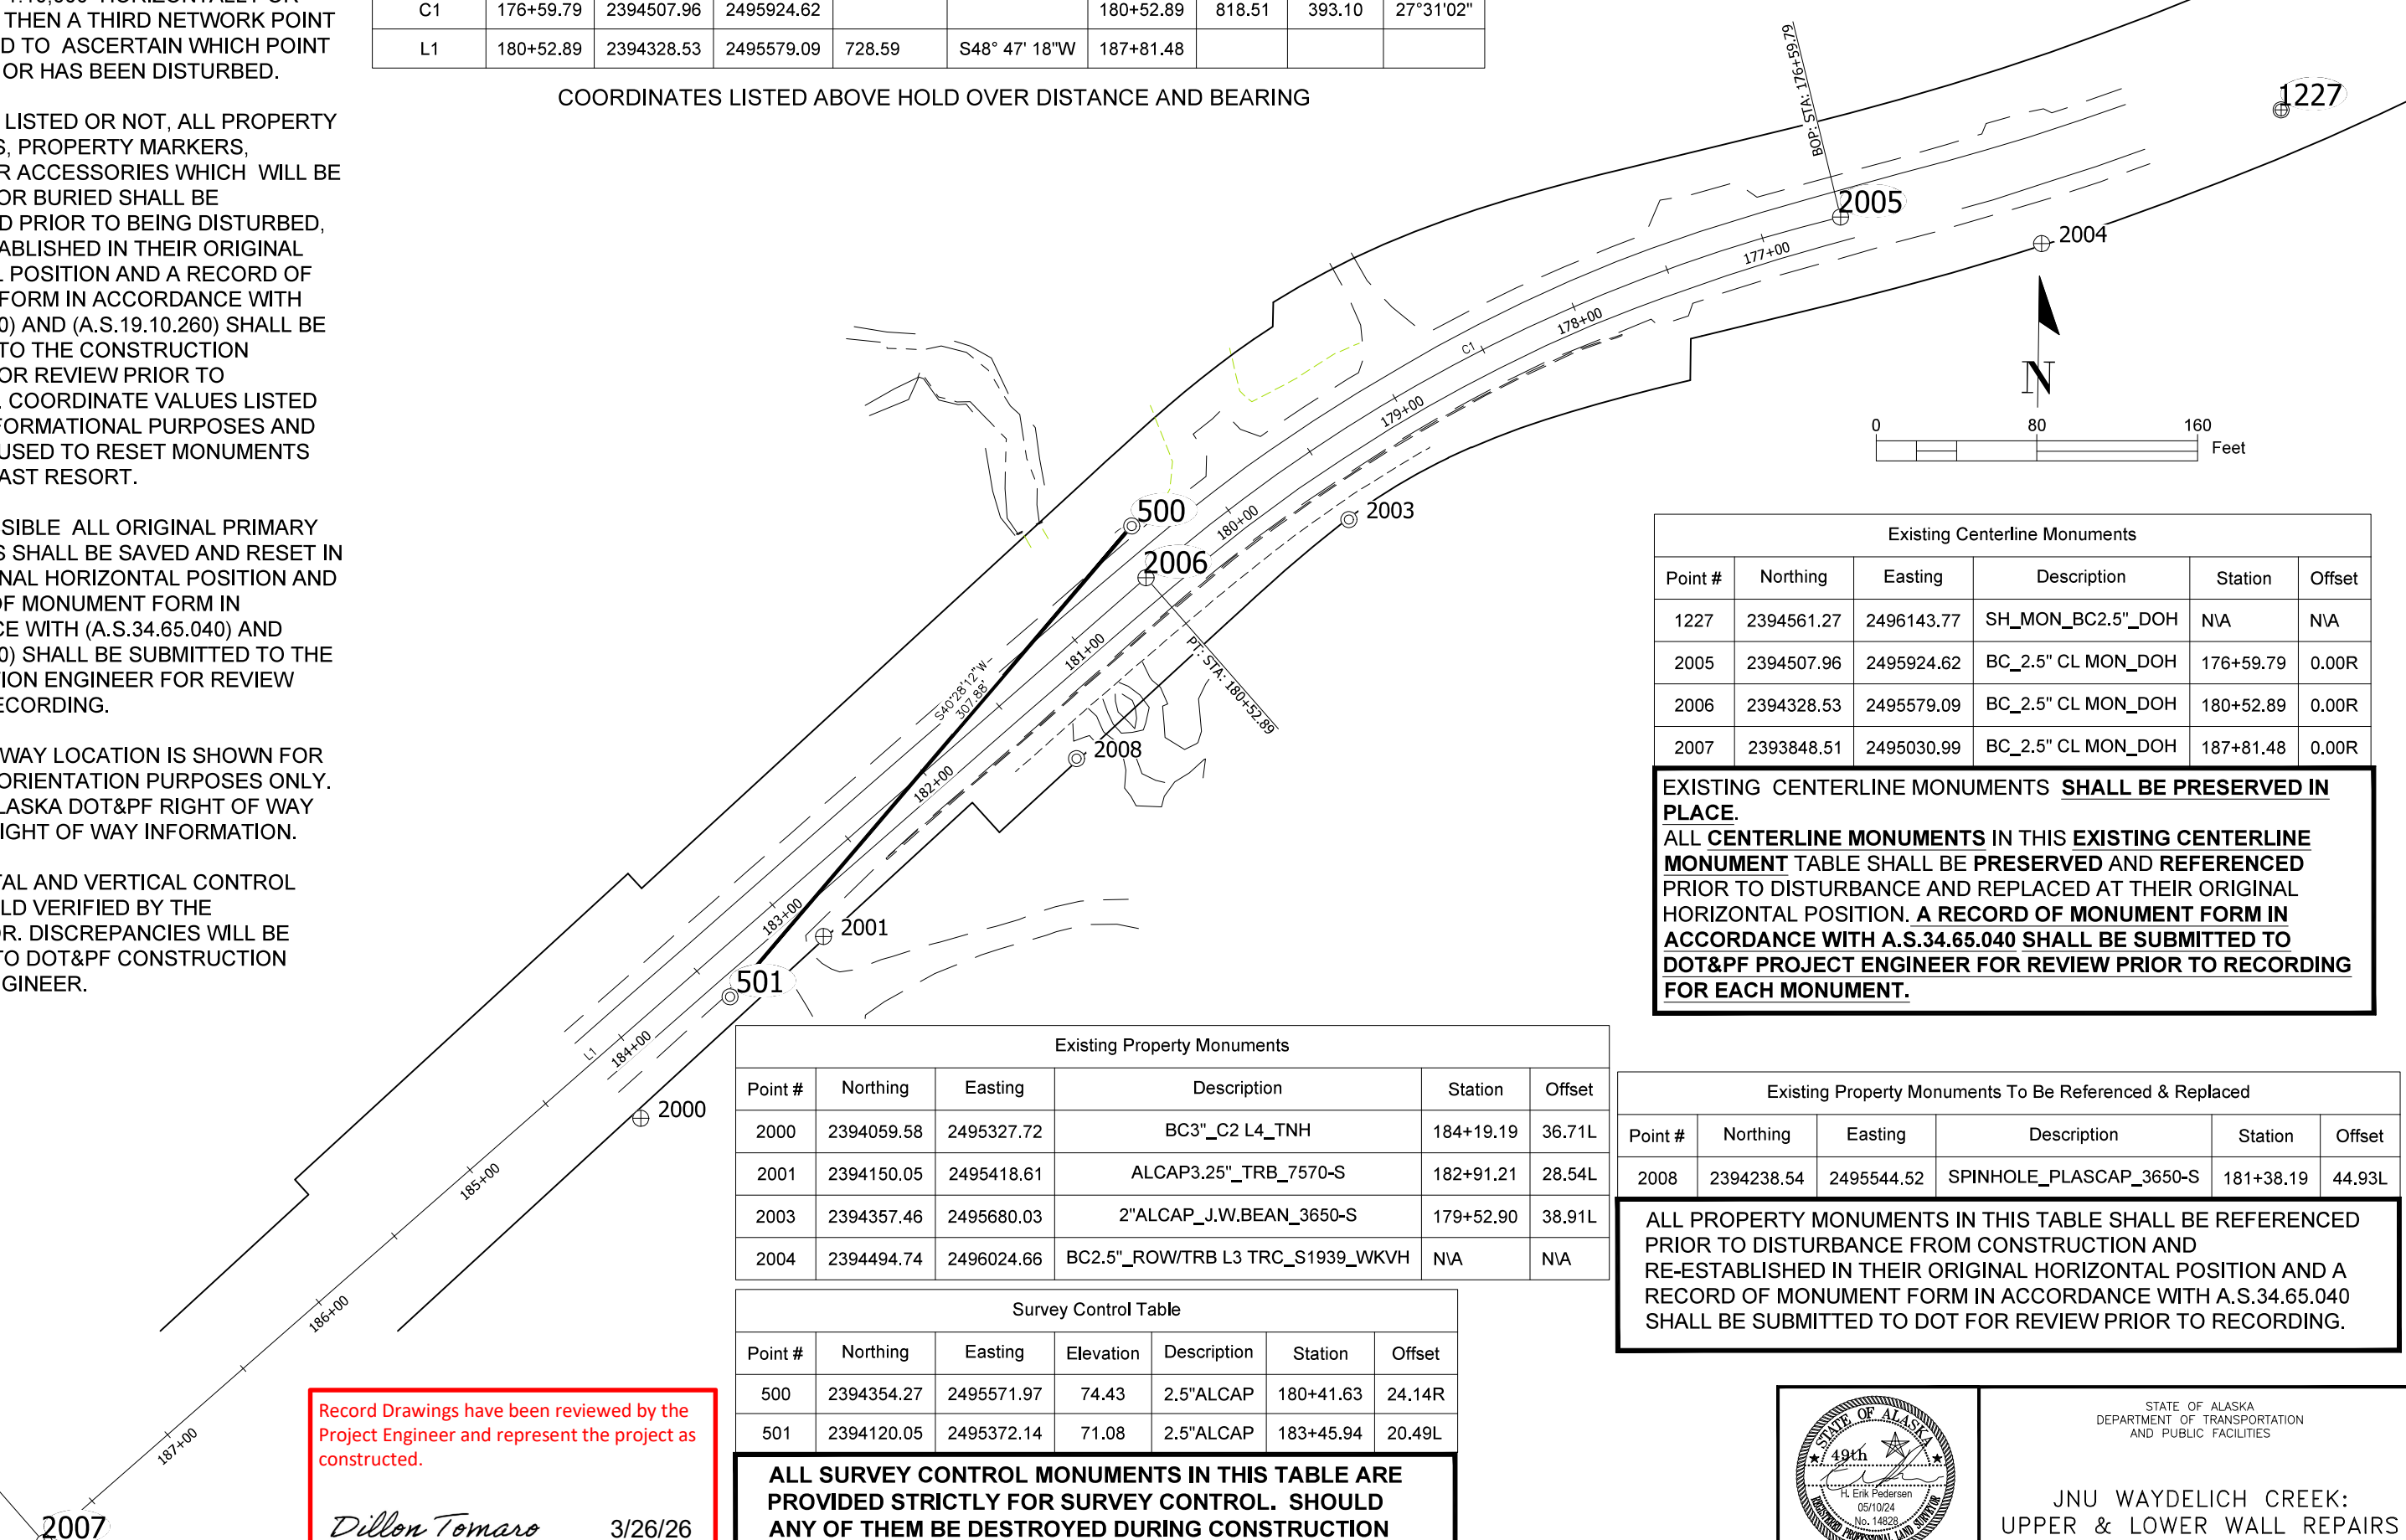 1:10,000 HORIZONTALLY OR
THEN A THIRD NETWORK POINT
D TO ASCERTAIN WHICH POINT
OR HAS BEEN DISTURBED.
LISTED OR NOT, ALL PROPERTY
S, PROPERTY MARKERS,
R ACCESSORIES WHICH WILL BE
OR BURIED SHALL BE
D PRIOR TO BEING DISTURBED,
ABLISHED IN THEIR ORIGINAL
L POSITION AND A RECORD OF
FORM IN ACCORDANCE WITH
0) AND (A.S.19.10.260) SHALL BE
TO THE CONSTRUCTION
OR REVIEW PRIOR TO
. COORDINATE VALUES LISTED
FORMATIONAL PURPOSES AND
USED TO RESET MONUMENTS
AST RESORT.
SIBLE ALL ORIGINAL PRIMARY
S SHALL BE SAVED AND RESET IN
NAL HORIZONTAL POSITION AND
OF MONUMENT FORM IN
CE WITH (A.S.34.65.040) AND
0) SHALL BE SUBMITTED TO THE
TION ENGINEER FOR REVIEW
ECORDING.
WAY LOCATION IS SHOWN FOR
ORIENTATION PURPOSES ONLY.
LASKA DOT&PF RIGHT OF WAY
IGHT OF WAY INFORMATION.
TAL AND VERTICAL CONTROL
LD VERIFIED BY THE
OR. DISCREPANCIES WILL BE
TO DOT&PF CONSTRUCTION
GINEER.
C1 176+59.79 2394507.96 2495924.62 180+52.89 818.51 393.10 27°31'02"
L1 180+52.89 2394328.53 2495579.09 728.59 S48° 47' 18"W 187+81.48
COORDINATES LISTED ABOVE HOLD OVER DISTANCE AND BEARING
BOP: STA: 176+59.79
1227
2005
2004
177+00
178+00
C1
179+00
180+00
500
2003
2006
181+00
PT: STA: 180+52.89
S40°28'12"W
307.88'
2008
182+00
183+00
2001
501
L1
184+00
2000
185+00
186+00
187+00
2007
N
0 80 160
Feet
Existing Centerline Monuments
Point # Northing Easting Description Station Offset
1227 2394561.27 2496143.77 SH_MON_BC2.5"_DOH N\A N\A
2005 2394507.96 2495924.62 BC_2.5" CL MON_DOH 176+59.79 0.00R
2006 2394328.53 2495579.09 BC_2.5" CL MON_DOH 180+52.89 0.00R
2007 2393848.51 2495030.99 BC_2.5" CL MON_DOH 187+81.48 0.00R
EXISTING CENTERLINE MONUMENTS SHALL BE PRESERVED IN
PLACE.
ALL CENTERLINE MONUMENTS IN THIS EXISTING CENTERLINE
MONUMENT TABLE SHALL BE PRESERVED AND REFERENCED
PRIOR TO DISTURBANCE AND REPLACED AT THEIR ORIGINAL
HORIZONTAL POSITION. A RECORD OF MONUMENT FORM IN
ACCORDANCE WITH A.S.34.65.040 SHALL BE SUBMITTED TO
DOT&PF PROJECT ENGINEER FOR REVIEW PRIOR TO RECORDING
FOR EACH MONUMENT.
Existing Property Monuments
Point # Northing Easting Description Station Offset
2000 2394059.58 2495327.72 BC3"_C2 L4_TNH 184+19.19 36.71L
2001 2394150.05 2495418.61 ALCAP3.25"_TRB_7570-S 182+91.21 28.54L
2003 2394357.46 2495680.03 2"ALCAP_J.W.BEAN_3650-S 179+52.90 38.91L
2004 2394494.74 2496024.66 BC2.5"_ROW/TRB L3 TRC_S1939_WKVH N\A N\A
Existing Property Monuments To Be Referenced & Replaced
Point # Northing Easting Description Station Offset
2008 2394238.54 2495544.52 SPINHOLE_PLASCAP_3650-S 181+38.19 44.93L
ALL PROPERTY MONUMENTS IN THIS TABLE SHALL BE REFERENCED
PRIOR TO DISTURBANCE FROM CONSTRUCTION AND
RE-ESTABLISHED IN THEIR ORIGINAL HORIZONTAL POSITION AND A
RECORD OF MONUMENT FORM IN ACCORDANCE WITH A.S.34.65.040
SHALL BE SUBMITTED TO DOT FOR REVIEW PRIOR TO RECORDING.
Survey Control Table
Point # Northing Easting Elevation Description Station Offset
500 2394354.27 2495571.97 74.43 2.5"ALCAP 180+41.63 24.14R
501 2394120.05 2495372.14 71.08 2.5"ALCAP 183+45.94 20.49L
ALL SURVEY CONTROL MONUMENTS IN THIS TABLE ARE
PROVIDED STRICTLY FOR SURVEY CONTROL. SHOULD
ANY OF THEM BE DESTROYED DURING CONSTRUCTION
Record Drawings have been reviewed by the
Project Engineer and represent the project as
constructed.
Dillon Tomaro 3/26/26
STATE OF ALASKA
49th
H. Erik Pedersen
05/10/24
No. 14828
REGISTERED PROFESSIONAL LAND SURVEYOR
STATE OF ALASKA
DEPARTMENT OF TRANSPORTATION
AND PUBLIC FACILITIES
JNU WAYDELICH CREEK:
UPPER & LOWER WALL REPAIRS